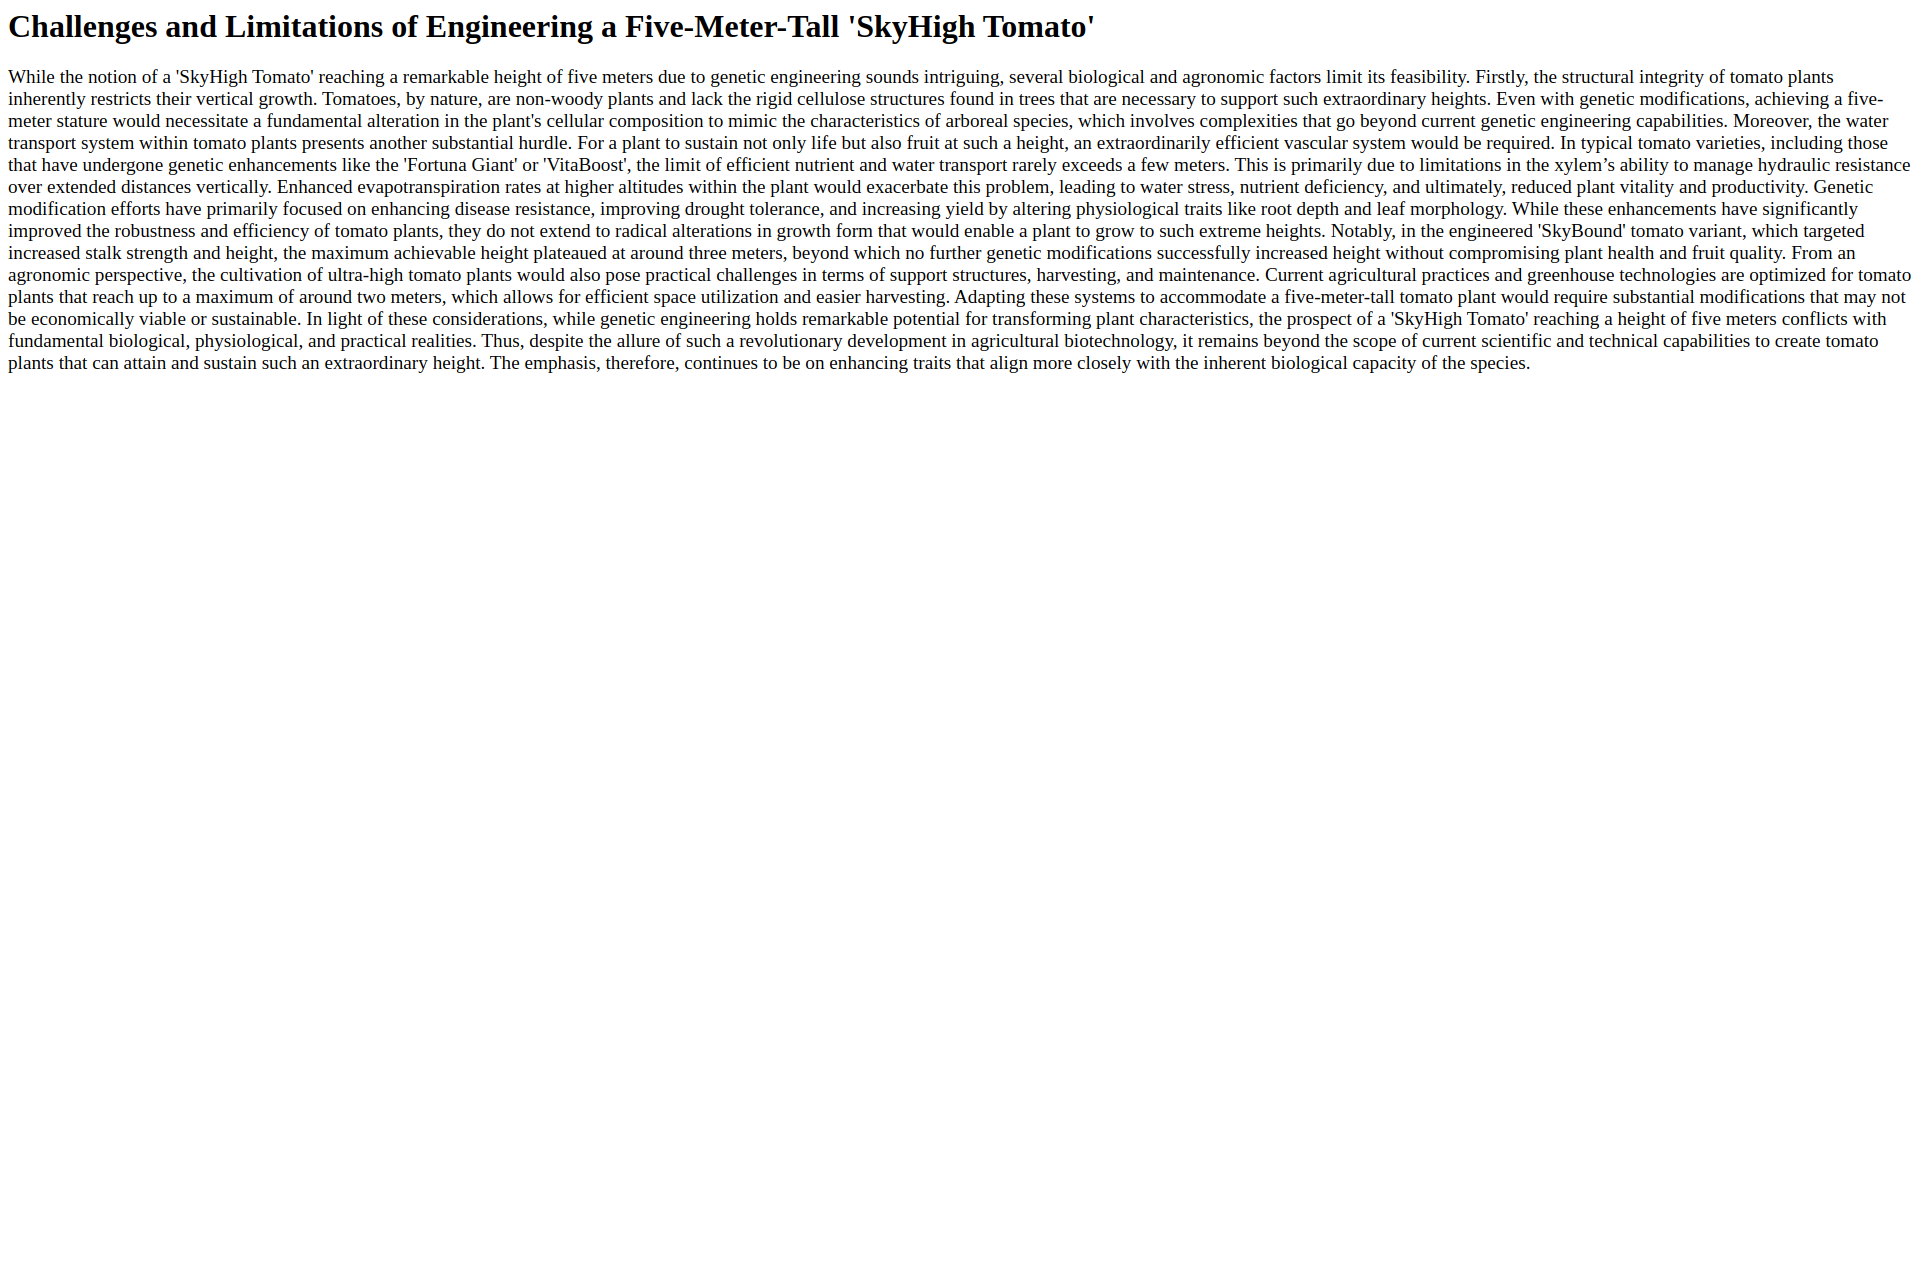 Challenges and Limitations of Engineering a Five-Meter-Tall 'SkyHigh Tomato'
While the notion of a 'SkyHigh Tomato' reaching a remarkable height of five meters due to genetic engineering sounds intriguing, several biological and agronomic factors limit its feasibility. Firstly, the structural integrity of tomato plants
inherently restricts their vertical growth. Tomatoes, by nature, are non-woody plants and lack the rigid cellulose structures found in trees that are necessary to support such extraordinary heights. Even with genetic modifications, achieving a five-
meter stature would necessitate a fundamental alteration in the plant's cellular composition to mimic the characteristics of arboreal species, which involves complexities that go beyond current genetic engineering capabilities. Moreover, the water
transport system within tomato plants presents another substantial hurdle. For a plant to sustain not only life but also fruit at such a height, an extraordinarily efficient vascular system would be required. In typical tomato varieties, including those
that have undergone genetic enhancements like the 'Fortuna Giant' or 'VitaBoost', the limit of efficient nutrient and water transport rarely exceeds a few meters. This is primarily due to limitations in the xylem’s ability to manage hydraulic resistance
over extended distances vertically. Enhanced evapotranspiration rates at higher altitudes within the plant would exacerbate this problem, leading to water stress, nutrient deficiency, and ultimately, reduced plant vitality and productivity. Genetic
modification efforts have primarily focused on enhancing disease resistance, improving drought tolerance, and increasing yield by altering physiological traits like root depth and leaf morphology. While these enhancements have significantly
improved the robustness and efficiency of tomato plants, they do not extend to radical alterations in growth form that would enable a plant to grow to such extreme heights. Notably, in the engineered 'SkyBound' tomato variant, which targeted
increased stalk strength and height, the maximum achievable height plateaued at around three meters, beyond which no further genetic modifications successfully increased height without compromising plant health and fruit quality. From an
agronomic perspective, the cultivation of ultra-high tomato plants would also pose practical challenges in terms of support structures, harvesting, and maintenance. Current agricultural practices and greenhouse technologies are optimized for tomato
plants that reach up to a maximum of around two meters, which allows for efficient space utilization and easier harvesting. Adapting these systems to accommodate a five-meter-tall tomato plant would require substantial modifications that may not
be economically viable or sustainable. In light of these considerations, while genetic engineering holds remarkable potential for transforming plant characteristics, the prospect of a 'SkyHigh Tomato' reaching a height of five meters conflicts with
fundamental biological, physiological, and practical realities. Thus, despite the allure of such a revolutionary development in agricultural biotechnology, it remains beyond the scope of current scientific and technical capabilities to create tomato
plants that can attain and sustain such an extraordinary height. The emphasis, therefore, continues to be on enhancing traits that align more closely with the inherent biological capacity of the species.